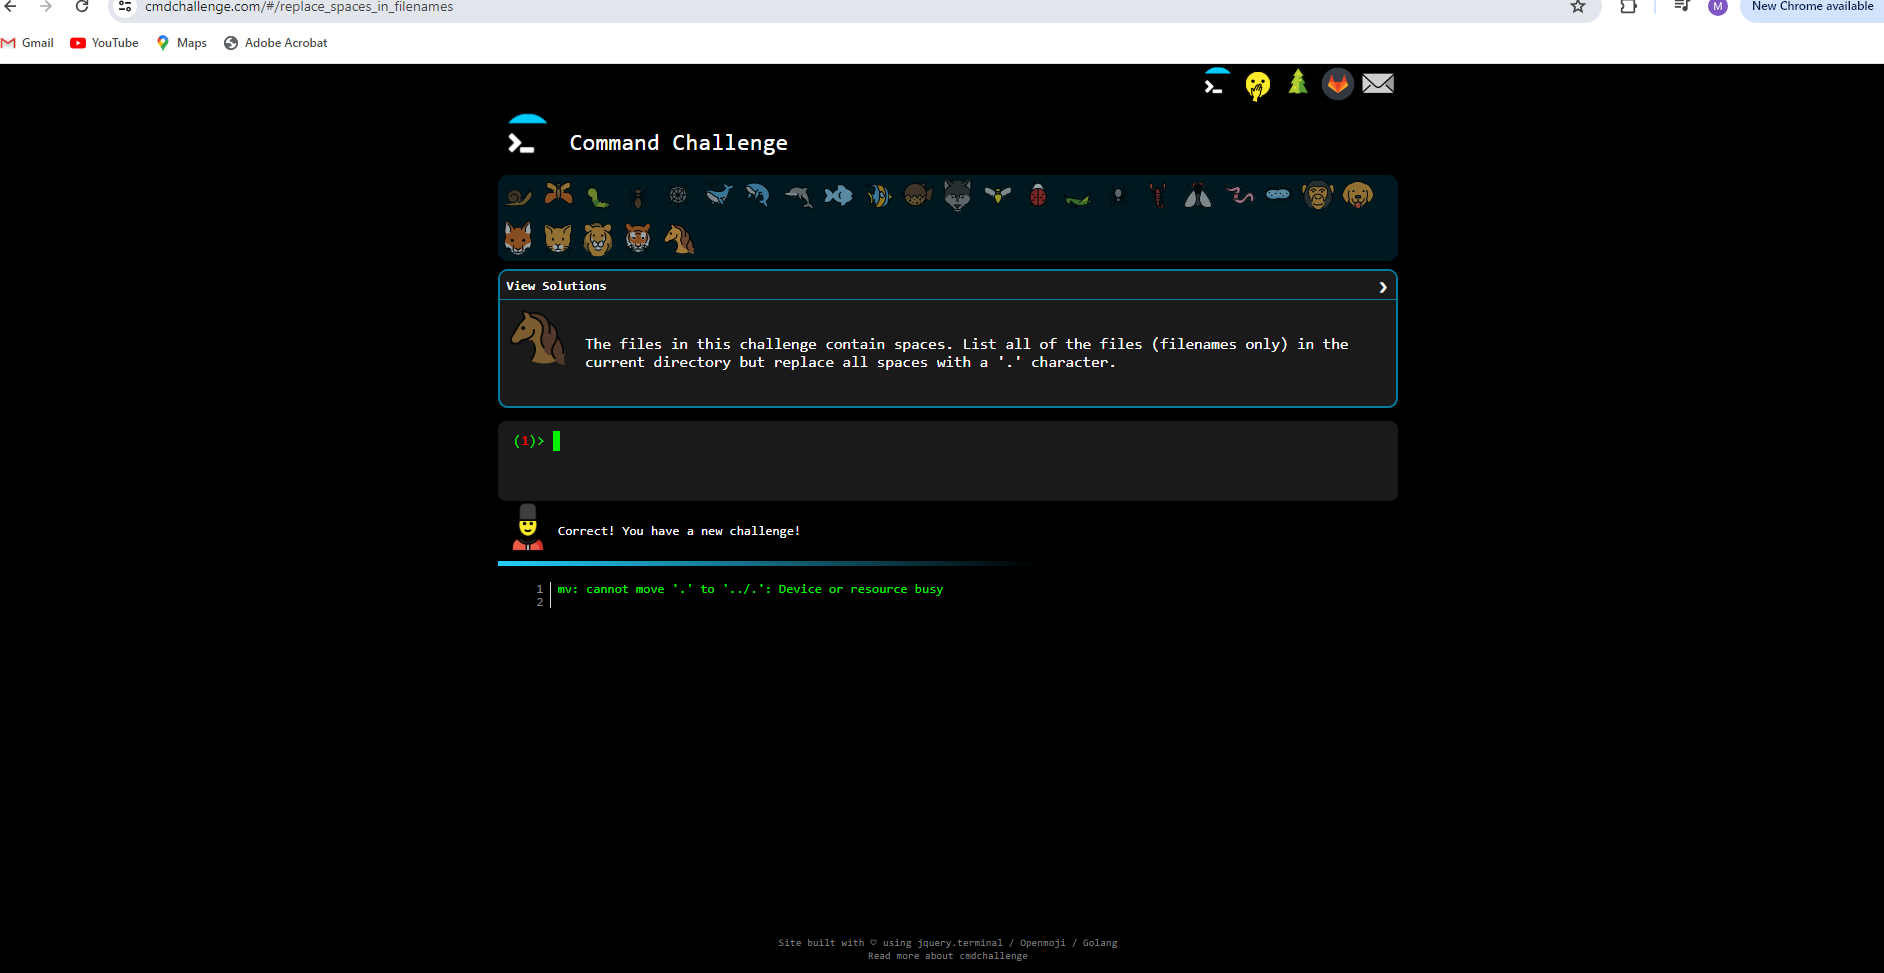 cmdchallenge.com/#/replace_spaces_in_filenames
M
New Chrome available
Gmail
YouTube
Maps
Adobe Acrobat
Command Challenge
View Solutions
The files in this challenge contain spaces. List all of the files (filenames only) in the
current directory but replace all spaces with a '.' character.
(1)>
Correct! You have a new challenge!
1 mv: cannot move '.' to '../.': Device or resource busy
2
Site built with ♡ using jquery.terminal / Openmoji / Golang
Read more about cmdchallenge